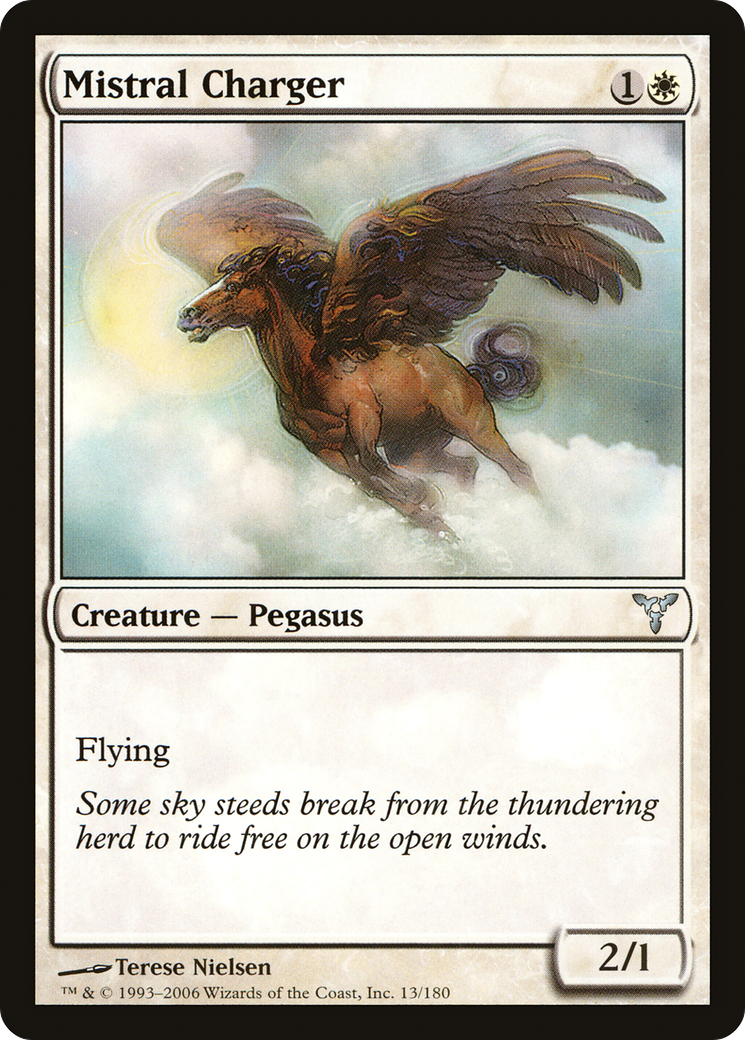 Mistral Charger 1
Creature — Pegasus
Flying
Some sky steeds break from the thundering
herd to ride free on the open winds.
2/1
Terese Nielsen
™ & © 1993–2006 Wizards of the Coast, Inc. 13/180